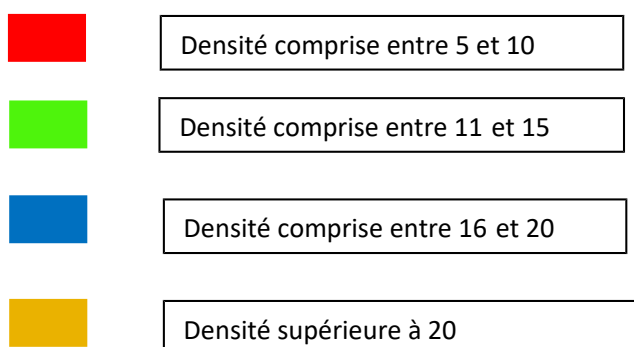 Densité comprise entre 5 et 10
Densité comprise entre 11 et 15
Densité comprise entre 16 et 20
Densité supérieure à 20